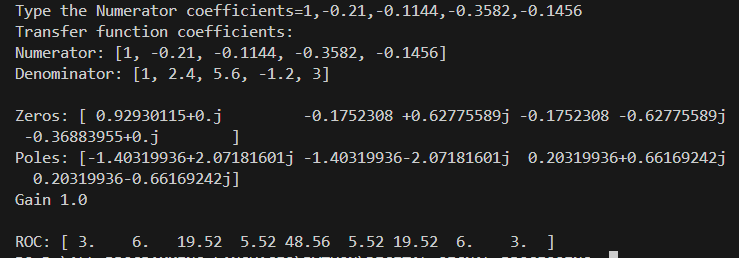 Type the Numerator coefficients=1,-0.21,-0.1144,-0.3582,-0.1456
Transfer function coefficients:
Numerator: [1, -0.21, -0.1144, -0.3582, -0.1456]
Denominator: [1, 2.4, 5.6, -1.2, 3]
Zeros: [ 0.92930115+0.j         -0.1752308 +0.62775589j -0.1752308 -0.62775589j
 -0.36883955+0.j        ]
Poles: [-1.40319936+2.07181601j -1.40319936-2.07181601j  0.20319936+0.66169242j
  0.20319936-0.66169242j]
Gain 1.0
ROC: [ 3.    6.   19.52  5.52 48.56  5.52 19.52  6.    3.  ]